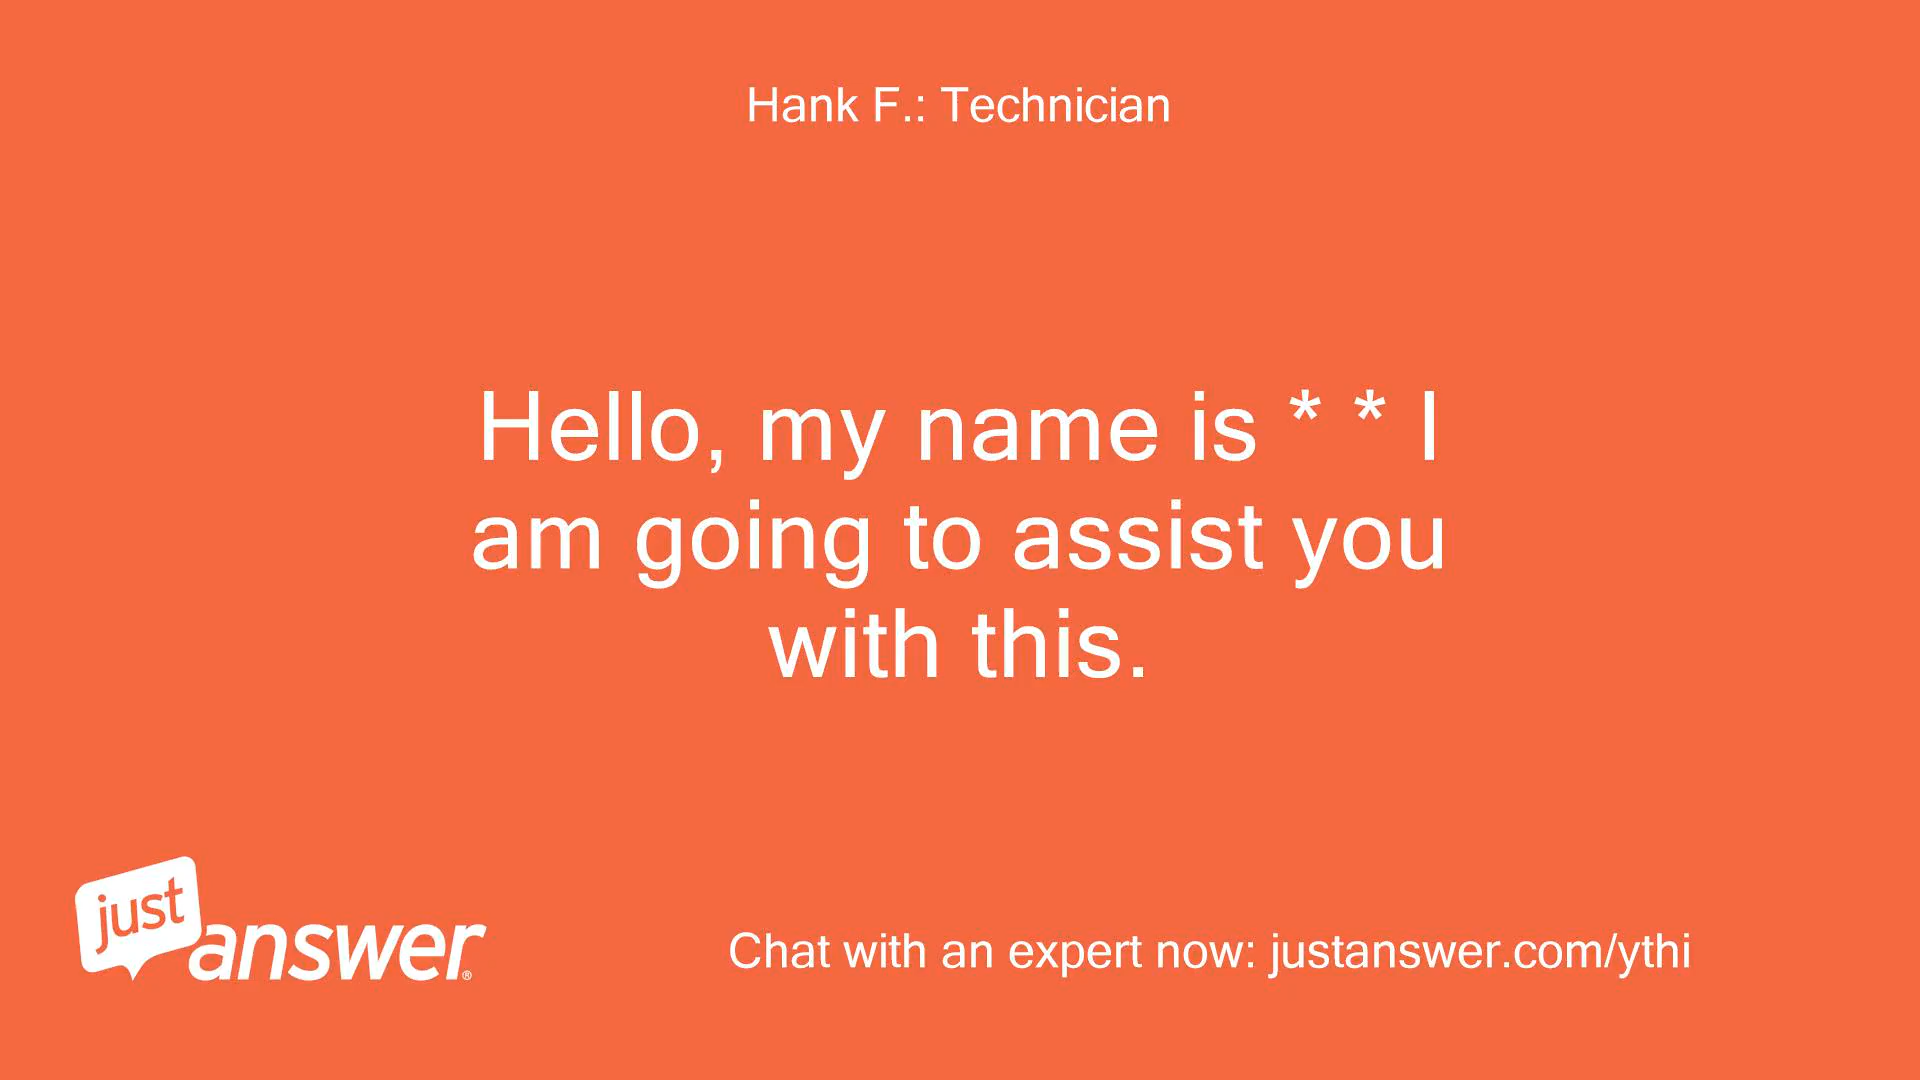 Hank F.: Technician
Hello, my name is * * I
am going to assist you
with this.
just
answer®
Chat with an expert now: justanswer.com/ythi